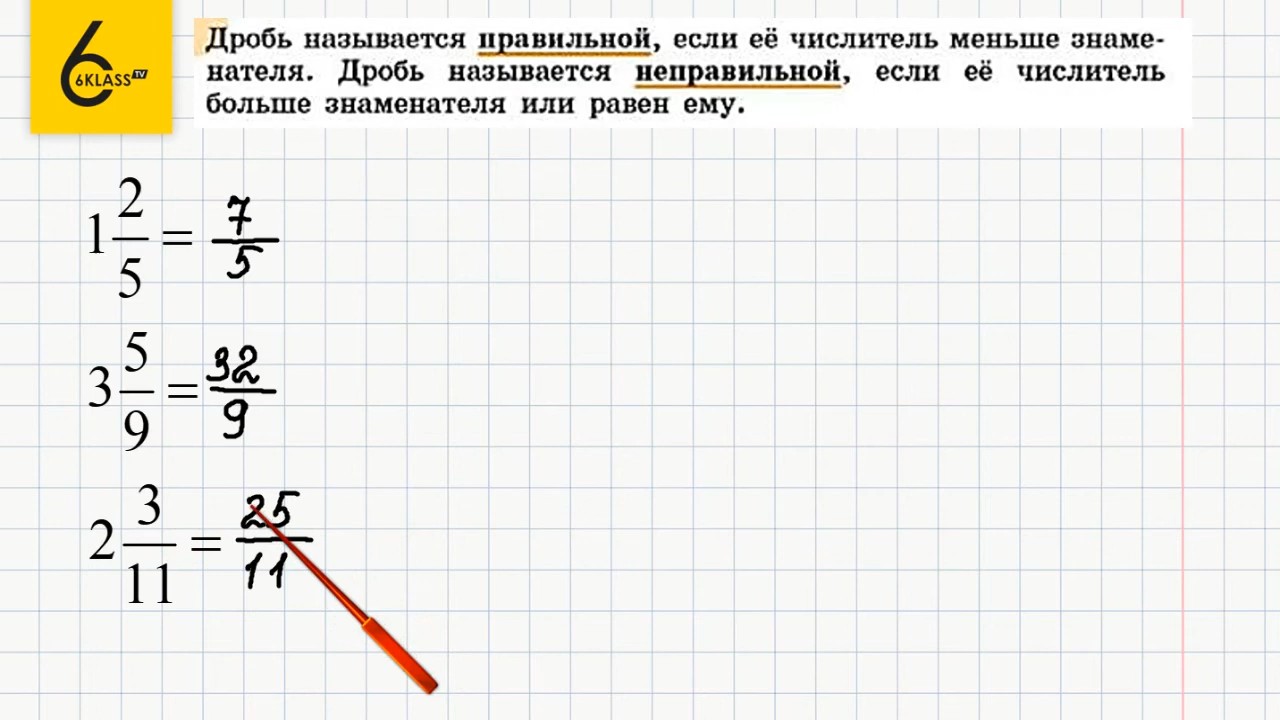 6
6KLASS TV
Дробь называется правильной, если её числитель меньше знаме-
нателя. Дробь называется неправильной, если её числитель
больше знаменателя или равен ему.
1 2/5 = 7/5
3 5/9 = 32/9
2 3/11 = 25/11